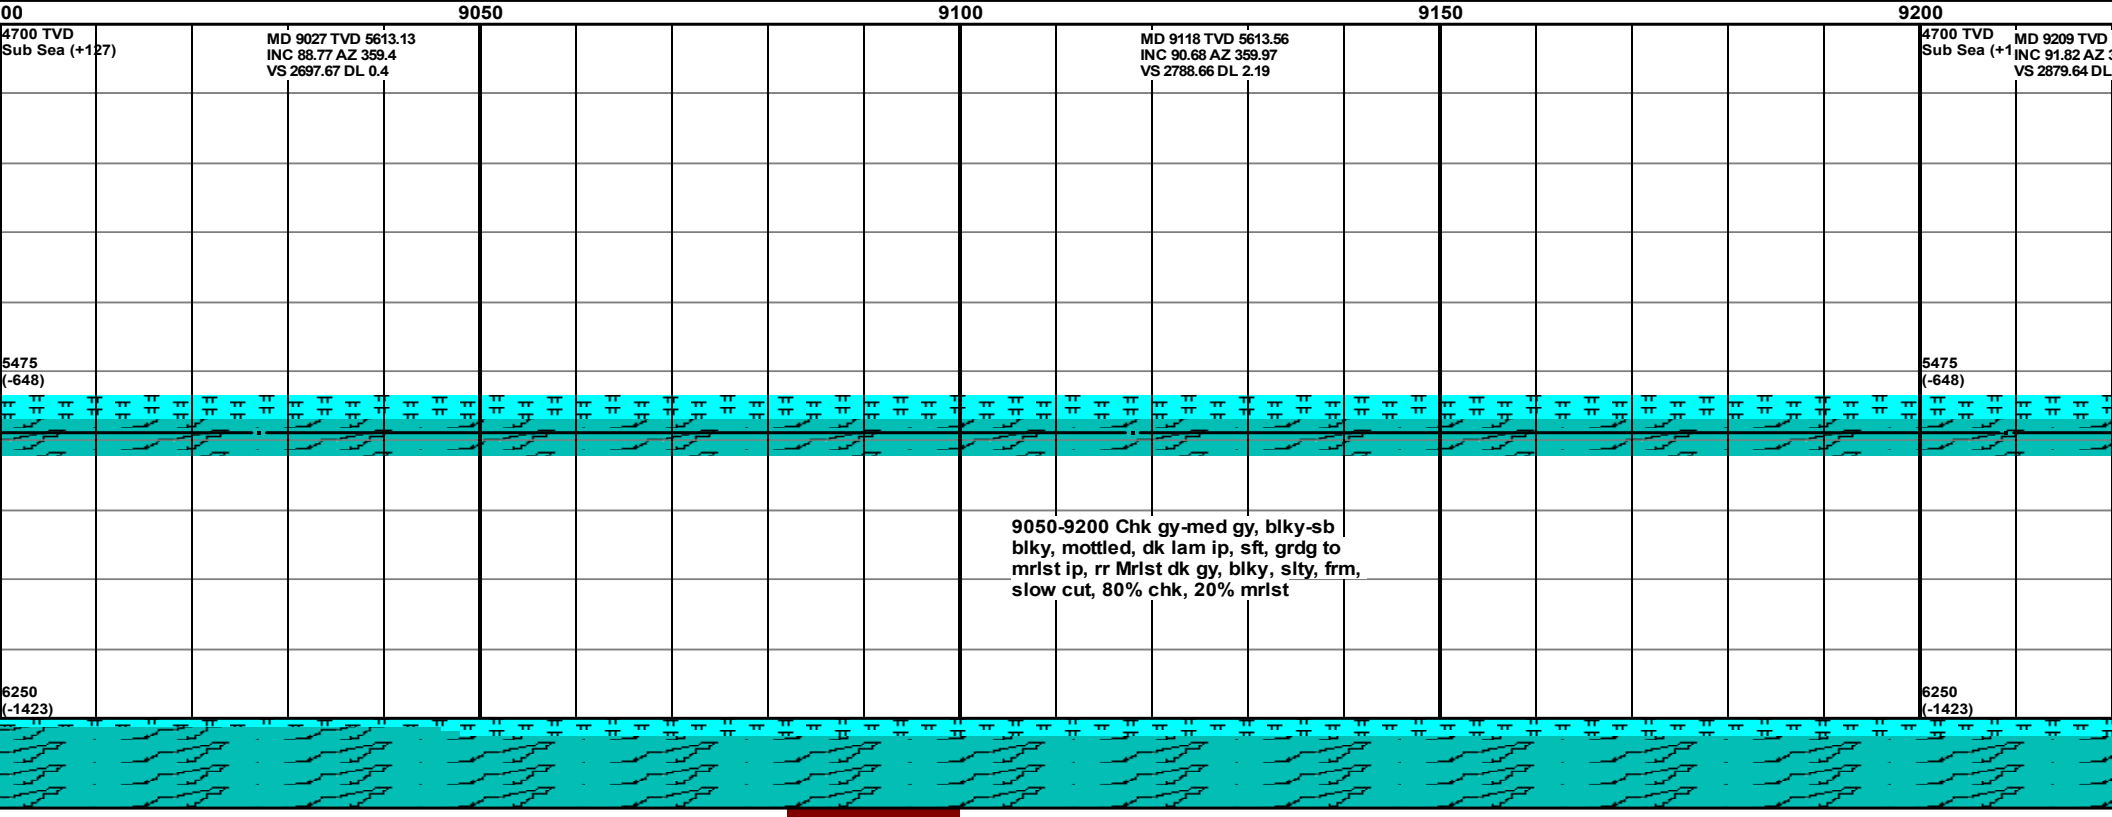 00 9050 9100 9150 9200
4700 TVD
Sub Sea (+127)
MD 9027 TVD 5613.13
INC 88.77 AZ 359.4
VS 2697.67 DL 0.4
MD 9118 TVD 5613.56
INC 90.68 AZ 359.97
VS 2788.66 DL 2.19
4700 TVD
Sub Sea (+1
MD 9209 TVD
INC 91.82 AZ
VS 2879.64 DL
5475
(-648)
5475
(-648)
9050-9200 Chk gy-med gy, blky-sb
blky, mottled, dk lam ip, sft, grdg to
mrlst ip, rr Mrlst dk gy, blky, slty, frm,
slow cut, 80% chk, 20% mrlst
6250
(-1423)
6250
(-1423)